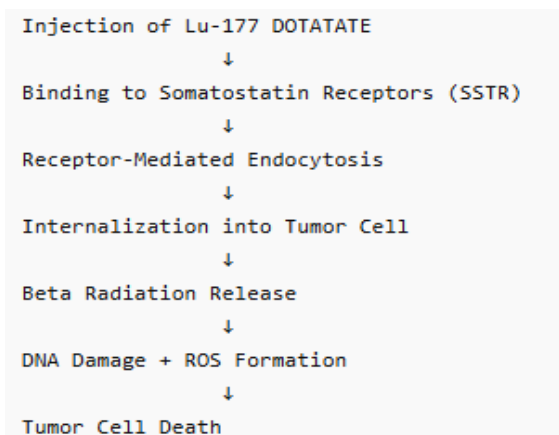 Injection of Lu-177 DOTATATE
↓
Binding to Somatostatin Receptors (SSTR)
↓
Receptor-Mediated Endocytosis
↓
Internalization into Tumor Cell
↓
Beta Radiation Release
↓
DNA Damage + ROS Formation
↓
Tumor Cell Death